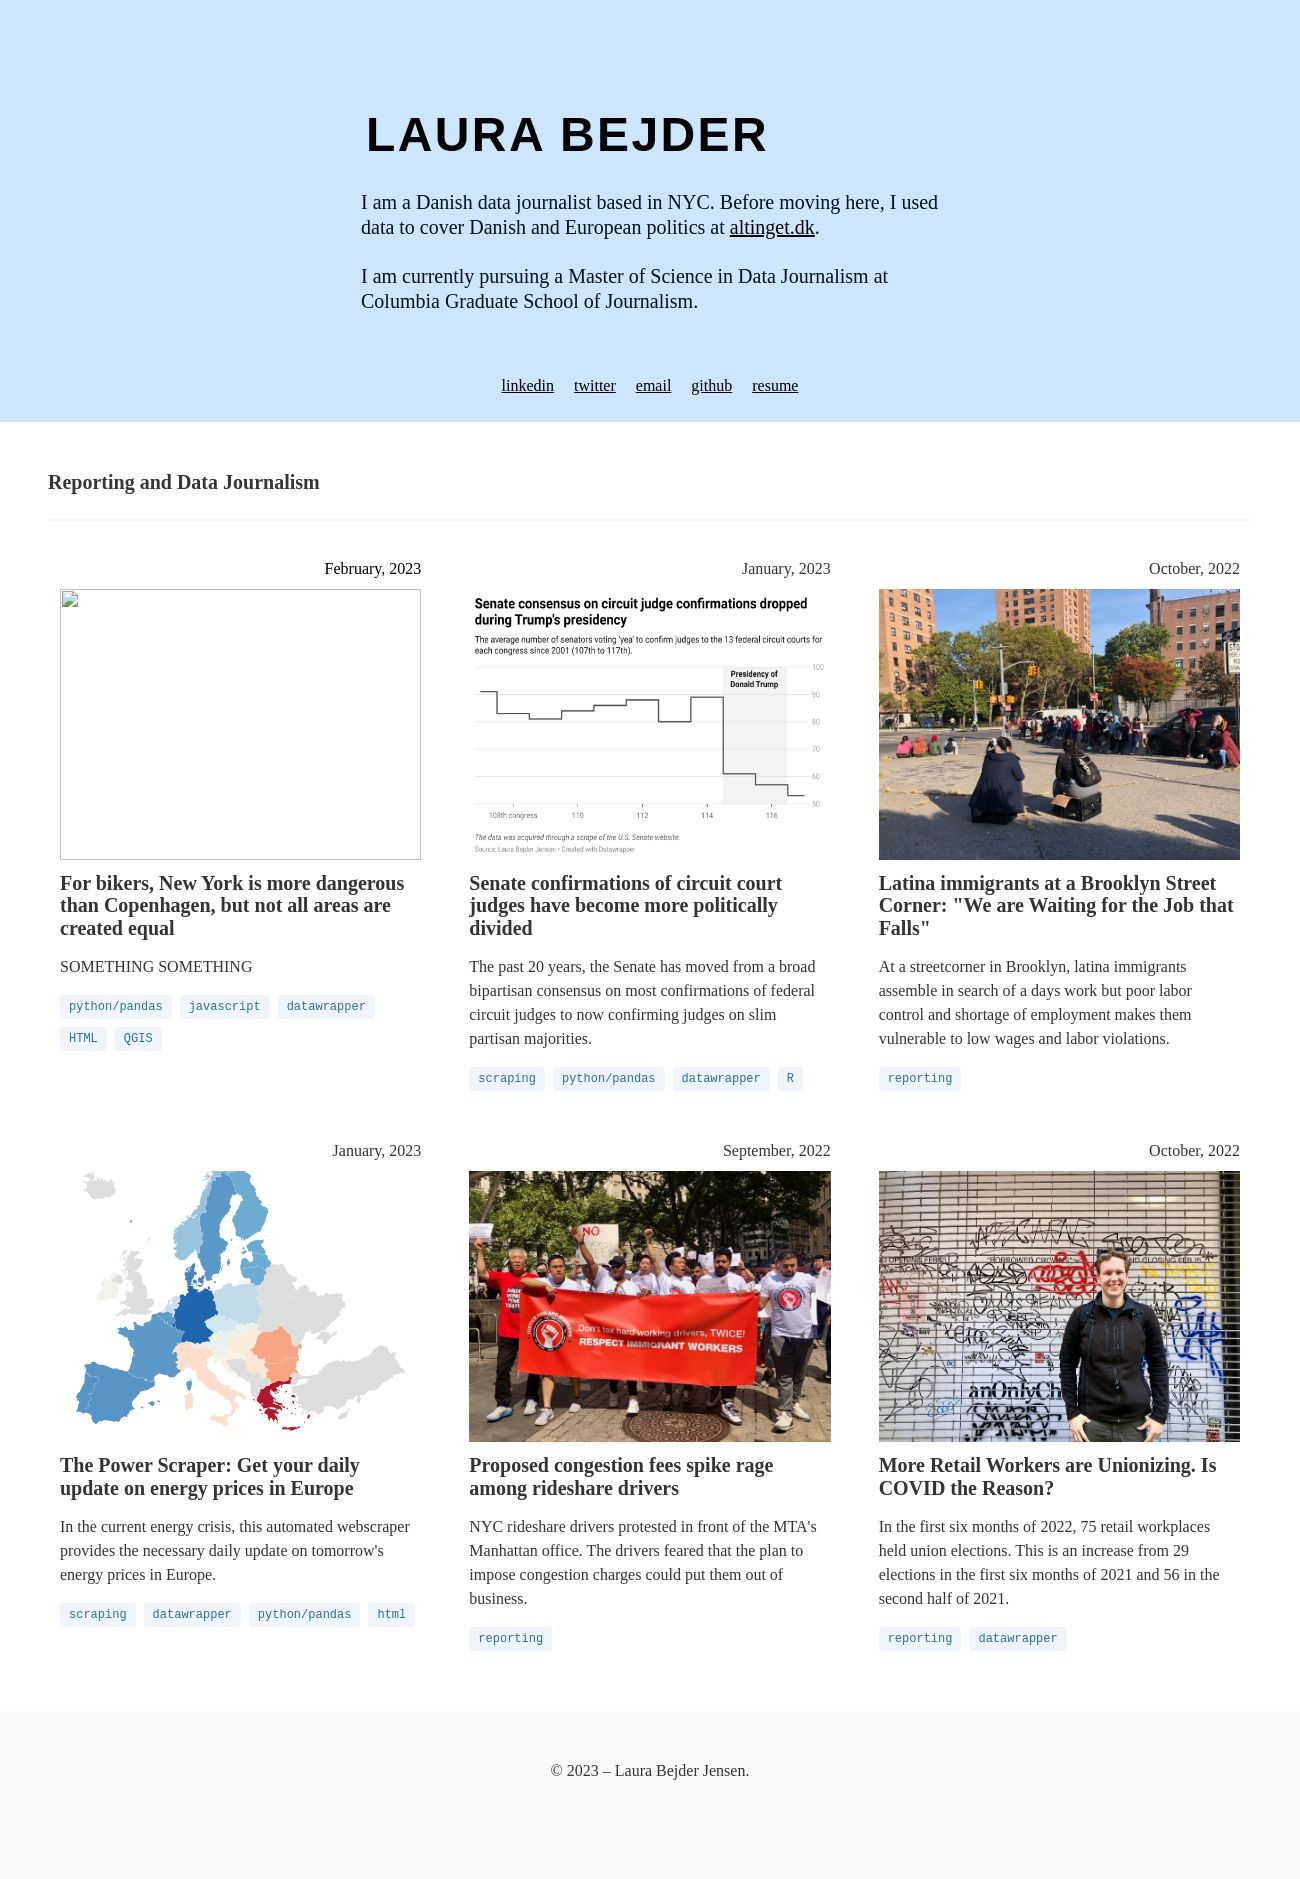 LAURA BEJDER
I am a Danish data journalist based in NYC. Before moving here, I used
data to cover Danish and European politics at altinget.dk.
I am currently pursuing a Master of Science in Data Journalism at
Columbia Graduate School of Journalism.
linkedin twitter email github resume
Reporting and Data Journalism
February, 2023
For bikers, New York is more dangerous
than Copenhagen, but not all areas are
created equal
SOMETHING SOMETHING
python/pandas javascript datawrapper
HTML QGIS
January, 2023
Senate consensus on circuit judge confirmations dropped
during Trump's presidency
The average number of senators voting 'yea' to confirm judges to the 13 federal circuit courts for
each congress since 2001 (107th to 117th).
Presidency of
Donald Trump
100
90
80
70
60
50
108th congress 110 112 114 116
The data was acquired through a scrape of the U.S. Senate website.
Source: Laura Bejder Jensen • Created with Datawrapper
Senate confirmations of circuit court
judges have become more politically
divided
The past 20 years, the Senate has moved from a broad
bipartisan consensus on most confirmations of federal
circuit judges to now confirming judges on slim
partisan majorities.
scraping python/pandas datawrapper R
October, 2022
Latina immigrants at a Brooklyn Street
Corner: "We are Waiting for the Job that
Falls"
At a streetcorner in Brooklyn, latina immigrants
assemble in search of a days work but poor labor
control and shortage of employment makes them
vulnerable to low wages and labor violations.
reporting
January, 2023
The Power Scraper: Get your daily
update on energy prices in Europe
In the current energy crisis, this automated webscraper
provides the necessary daily update on tomorrow's
energy prices in Europe.
scraping datawrapper python/pandas html
September, 2022
NO
Don't tax hard working drivers, TWICE!
RESPECT IMMIGRANT WORKERS
Proposed congestion fees spike rage
among rideshare drivers
NYC rideshare drivers protested in front of the MTA's
Manhattan office. The drivers feared that the plan to
impose congestion charges could put them out of
business.
reporting
October, 2022
More Retail Workers are Unionizing. Is
COVID the Reason?
In the first six months of 2022, 75 retail workplaces
held union elections. This is an increase from 29
elections in the first six months of 2021 and 56 in the
second half of 2021.
reporting datawrapper
© 2023 – Laura Bejder Jensen.